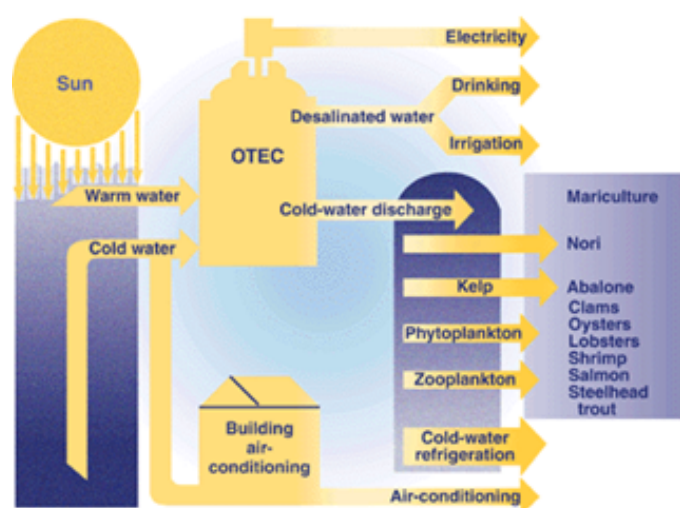 Sun
Warm water
Cold water
OTEC
Electricity
Desalinated water
Drinking
Irrigation
Cold-water discharge
Mariculture
Nori
Kelp
Abalone
Clams
Oysters
Lobsters
Shrimp
Salmon
Steelhead
trout
Phytoplankton
Zooplankton
Cold-water
refrigeration
Building
air-
conditioning
Air-conditioning